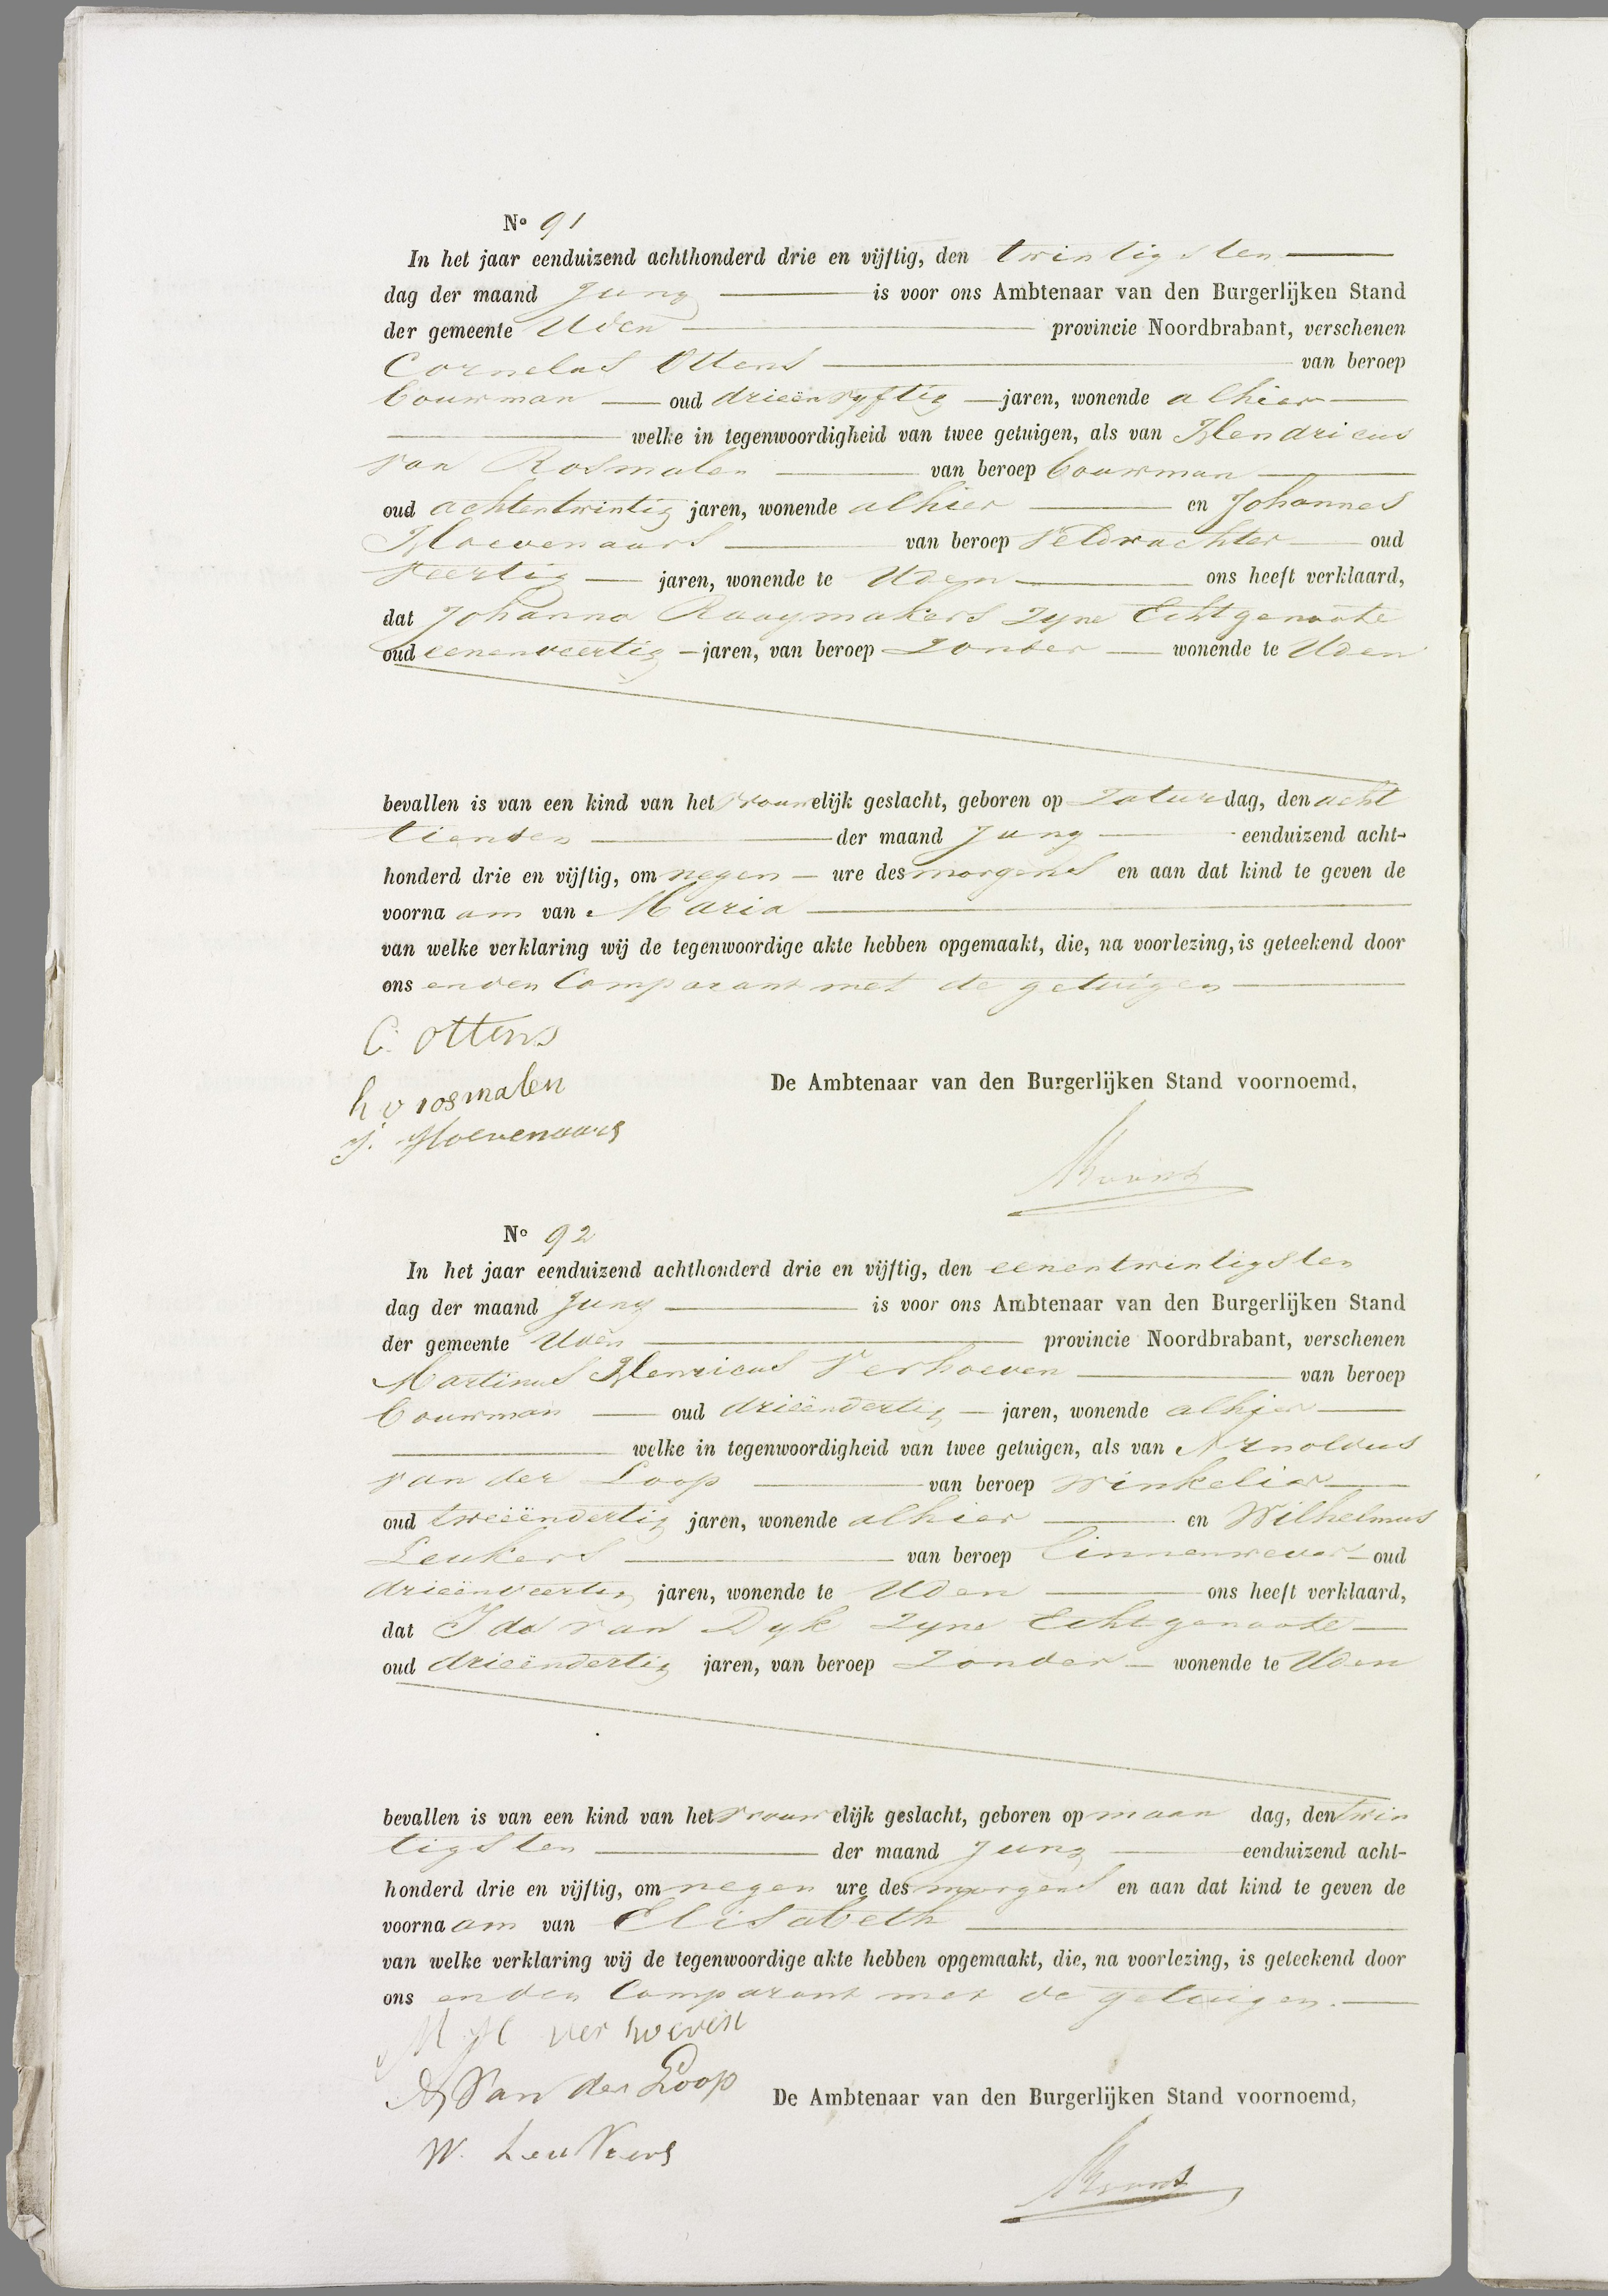 No 91
In het jaar eenduizend achthonderd drie en vijftig, den twintigsten
dag der maand Juny is voor ons Ambtenaar van den Burgerlijken Stand
der gemeente Uden provincie Noordbrabant, verschenen
Cornelus Ottens van beroep
bouwman oud drieënvyftig jaren, wonende alhier
welke in tegenwoordigheid van twee getuigen, als van Hendricus
van Rosmalen van beroep bouwman
oud achtentwintig jaren, wonende alhier en Johannes
Hoevenaars van beroep Veldwachter oud
veertig jaren, wonende te Uden ons heeft verklaard,
dat Johanna Raaymakers zyne Echtgenoote
oud eenenveertig jaren, van beroep zonder wonende te Uden
bevallen is van een kind van het vrouwelijk geslacht, geboren op Zaturdag, den acht
tienden der maand Juny eenduizend acht-
honderd drie en vijftig, om negen ure des morgens en aan dat kind te geven de
voornaam van Maria
van welke verklaring wij de tegenwoordige akte hebben opgemaakt, die, na voorlezing, is geteekend door
ons en den Comparant met de getuigen
C. Ottens
h v rosmalen
J. Hoevenaars
De Ambtenaar van den Burgerlijken Stand voornoemd,
No 92
In het jaar eenduizend achthonderd drie en vijftig, den eenentwintigsten
dag der maand Juny is voor ons Ambtenaar van den Burgerlijken Stand
der gemeente Uden provincie Noordbrabant, verschenen
Martinus Henricus Verhoeven van beroep
bouwman oud drieëndertig jaren, wonende alhier
welke in tegenwoordigheid van twee getuigen, als van Arnoldus
van der Loop van beroep winkelier
oud tweeëndertig jaren, wonende alhier en Wilhelmus
Leukers van beroep linnenwever oud
drieënveertig jaren, wonende te Uden ons heeft verklaard,
dat Ida van Dyk zyne Echtgenoote
oud drieëndertig jaren, van beroep zonder wonende te Uden
bevallen is van een kind van het vrouwelijk geslacht, geboren op maandag, den twin
tigsten der maand Juny eenduizend acht-
honderd drie en vijftig, om negen ure des morgens en aan dat kind te geven de
voornaam van Elisabeth
van welke verklaring wij de tegenwoordige akte hebben opgemaakt, die, na voorlezing, is geteekend door
ons en den Comparant met de getuigen.
M H verhoeven
A Van der Loop
W. Leukers
De Ambtenaar van den Burgerlijken Stand voornoemd,